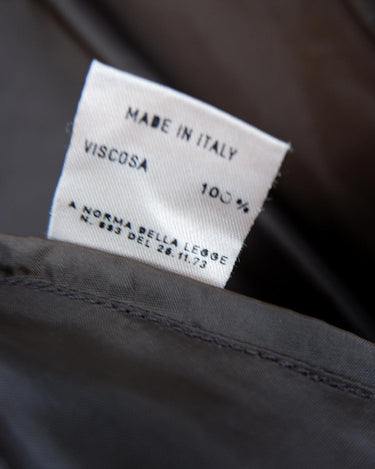 MADE IN ITALY
VISCOSA 100%
A NORMA DELLA LEGGE
N. 883 DEL 26.11.73